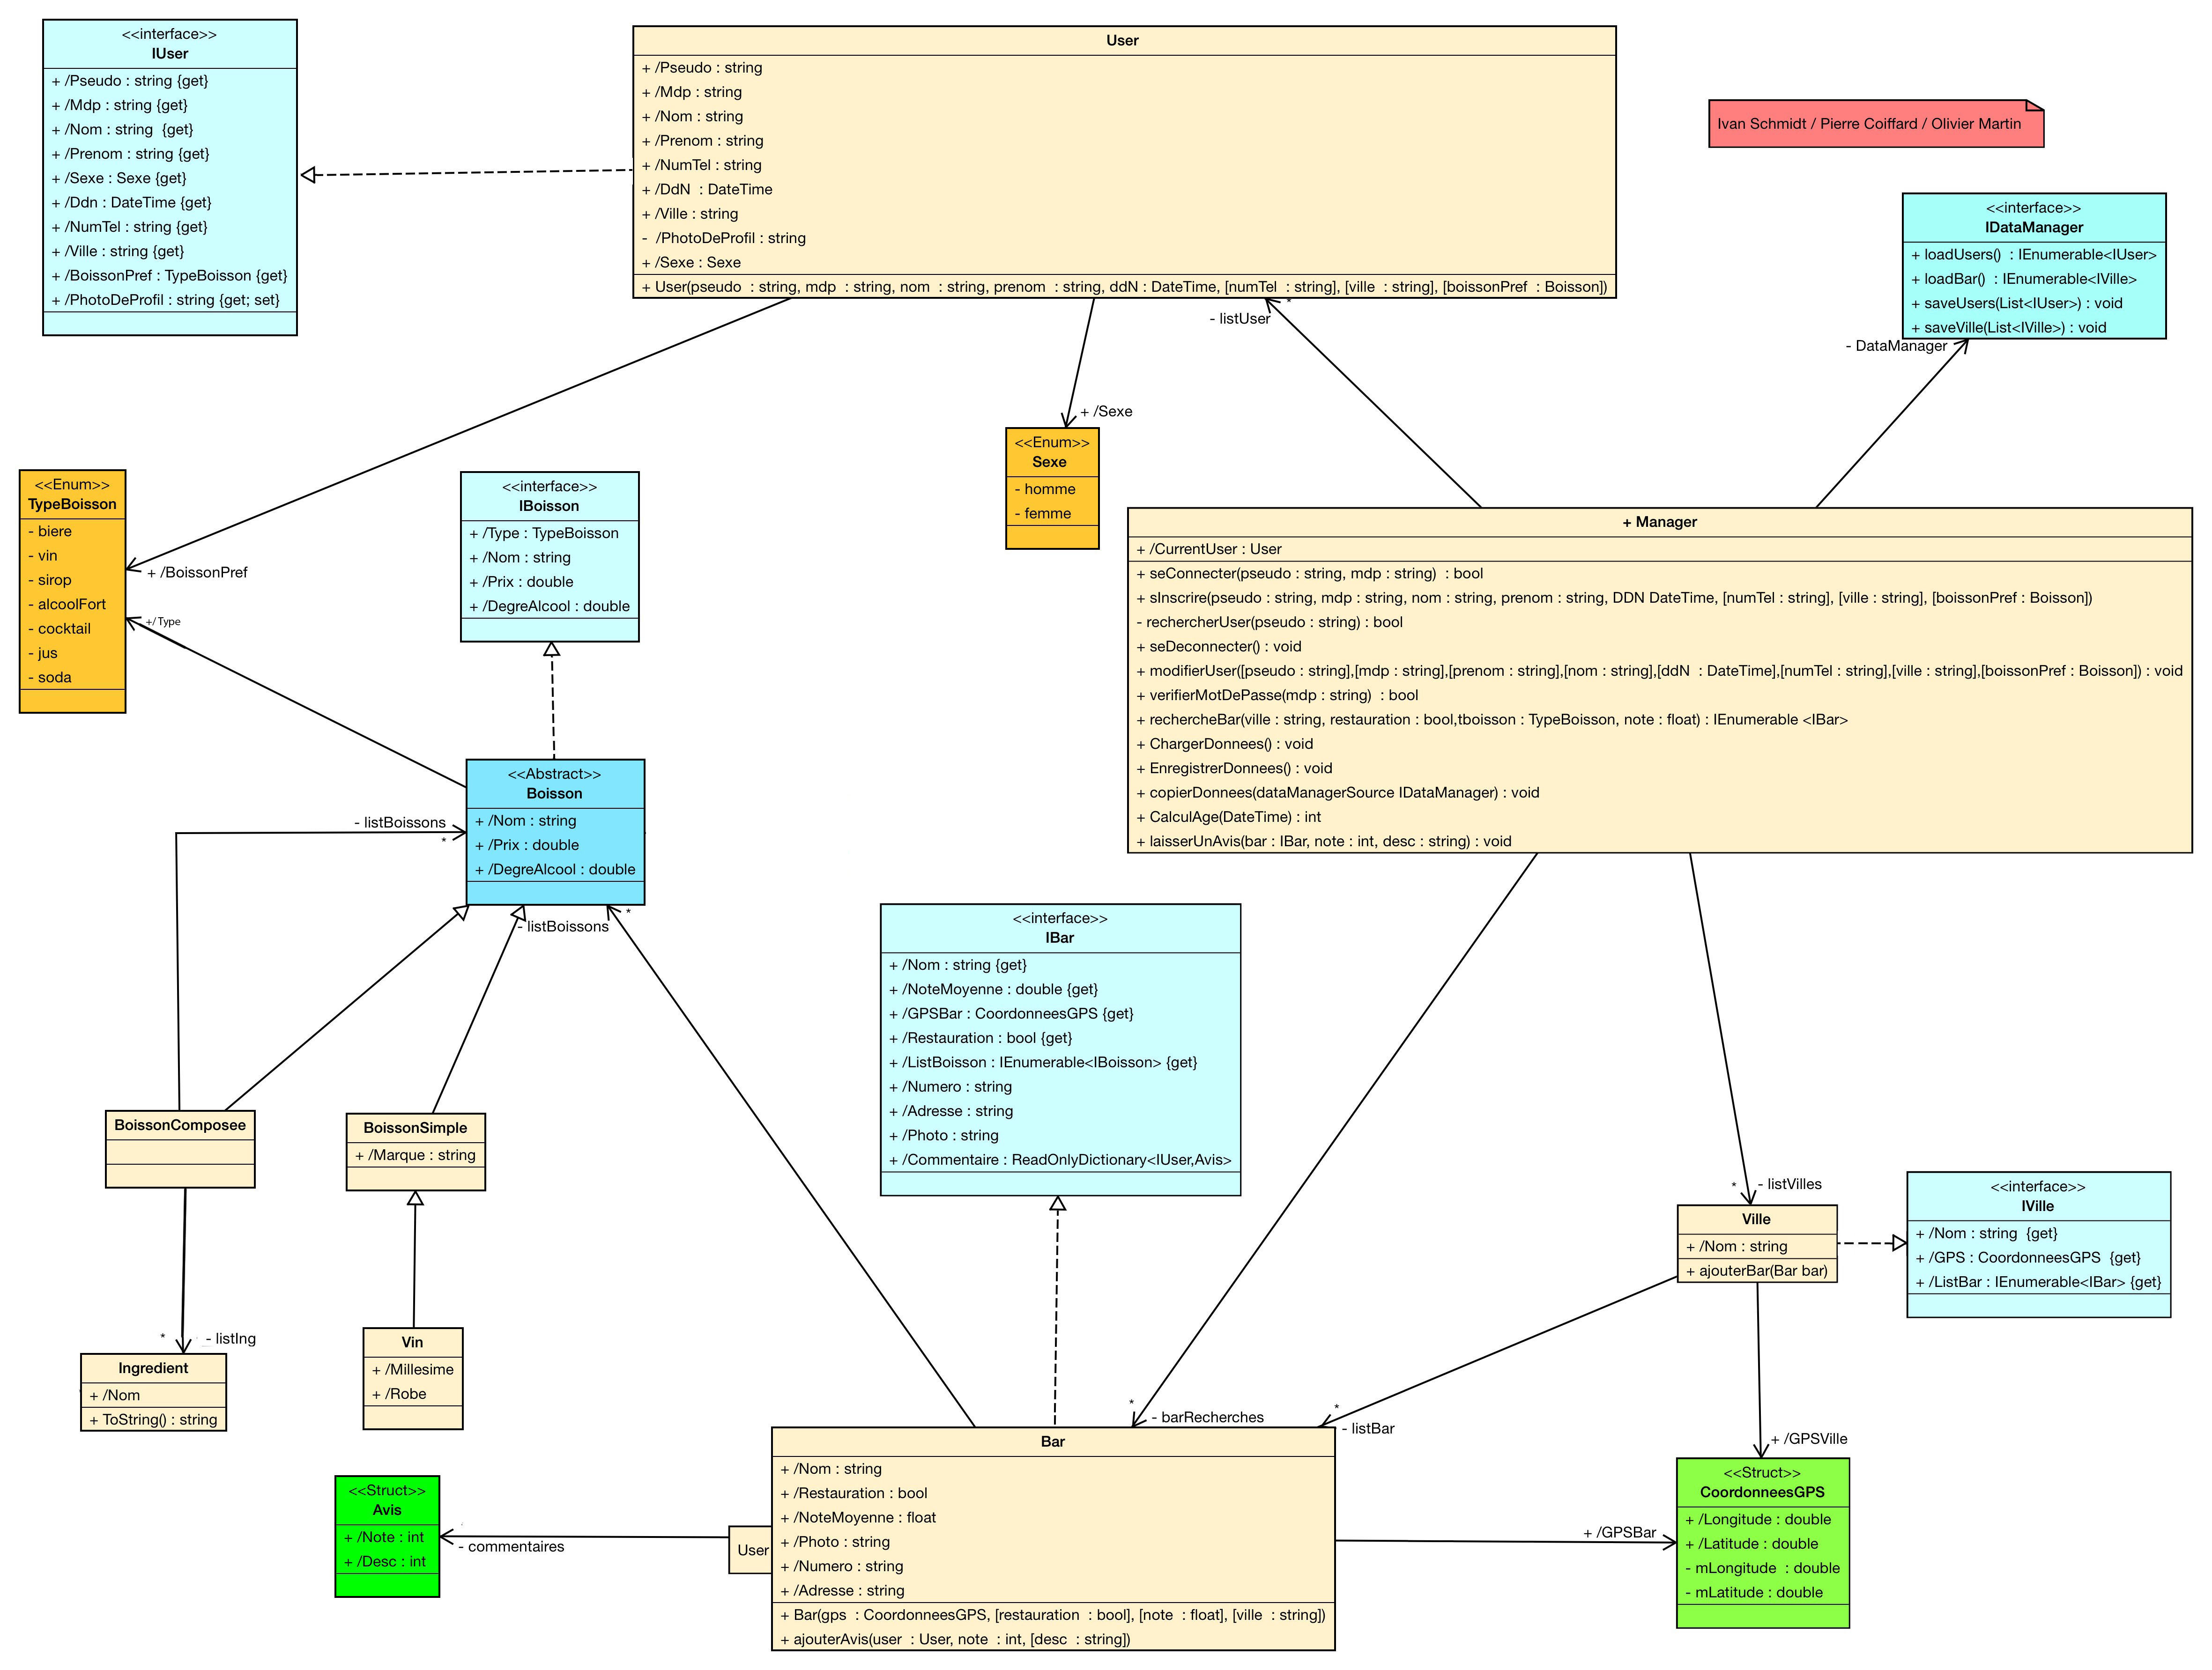 <<interface>>
IUser
+ /Pseudo : string {get}
+ /Mdp : string {get}
+ /Nom : string  {get}
+ /Prenom : string {get}
+ /Sexe : Sexe {get}
+ /Ddn : DateTime {get}
+ /NumTel : string {get}
+ /Ville : string {get}
+ /BoissonPref : TypeBoisson {get}
+ /PhotoDeProfil : string {get; set}
User
+ /Pseudo : string
+ /Mdp : string
+ /Nom : string
+ /Prenom : string
+ /NumTel : string
+ /DdN  : DateTime
+ /Ville : string
-  /PhotoDeProfil : string
+ /Sexe : Sexe
+ User(pseudo  : string, mdp  : string, nom  : string, prenom  : string, ddN : DateTime, [numTel  : string], [ville  : string], [boissonPref  : Boisson])
Ivan Schmidt / Pierre Coiffard / Olivier Martin
<<interface>>
IDataManager
+ loadUsers()  : IEnumerable<IUser>
+ loadBar()  : IEnumerable<IVille>
+ saveUsers(List<IUser>) : void
+ saveVille(List<IVille>) : void
*
- listUser
- DataManager
+ /Sexe
<<Enum>>
Sexe
- homme
- femme
<<Enum>>
TypeBoisson
- biere
- vin
- sirop
- alcoolFort
- cocktail
- jus
- soda
+ /BoissonPref
+/Type
<<interface>>
IBoisson
+ /Type : TypeBoisson
+ /Nom : string
+ /Prix : double
+ /DegreAlcool : double
+ Manager
+ /CurrentUser : User
+ seConnecter(pseudo : string, mdp : string)  : bool
+ sInscrire(pseudo : string, mdp : string, nom : string, prenom : string, DDN DateTime, [numTel : string], [ville : string], [boissonPref : Boisson])
- rechercherUser(pseudo : string) : bool
+ seDeconnecter() : void
+ modifierUser([pseudo : string],[mdp : string],[prenom : string],[nom : string],[ddN  : DateTime],[numTel : string],[ville : string],[boissonPref : Boisson]) : void
+ verifierMotDePasse(mdp : string)  : bool
+ rechercheBar(ville : string, restauration : bool,tboisson : TypeBoisson, note : float) : IEnumerable <IBar>
+ ChargerDonnees() : void
+ EnregistrerDonnees() : void
+ copierDonnees(dataManagerSource IDataManager) : void
+ CalculAge(DateTime) : int
+ laisserUnAvis(bar : IBar, note : int, desc : string) : void
<<Abstract>>
Boisson
+ /Nom : string
+ /Prix : double
+ /DegreAlcool : double
- listBoissons
*
*
- listBoissons
<<interface>>
IBar
+ /Nom : string {get}
+ /NoteMoyenne : double {get}
+ /GPSBar : CoordonneesGPS {get}
+ /Restauration : bool {get}
+ /ListBoisson : IEnumerable<IBoisson> {get}
+ /Numero : string
+ /Adresse : string
+ /Photo : string
+ /Commentaire : ReadOnlyDictionary<IUser,Avis>
BoissonComposee
BoissonSimple
+ /Marque : string
* - listVilles
Ville
+ /Nom : string
+ ajouterBar(Bar bar)
<<interface>>
IVille
+ /Nom : string  {get}
+ /GPS : CoordonneesGPS  {get}
+ /ListBar : IEnumerable<IBar> {get}
* - listIng
Ingredient
+ /Nom
+ ToString() : string
Vin
+ /Millesime
+ /Robe
*
- barRecherches
*
- listBar
+ /GPSVille
Bar
+ /Nom : string
+ /Restauration : bool
+ /NoteMoyenne : float
+ /Photo : string
+ /Numero : string
+ /Adresse : string
+ Bar(gps  : CoordonneesGPS, [restauration  : bool], [note  : float], [ville  : string])
+ ajouterAvis(user  : User, note  : int, [desc  : string])
User
<<Struct>>
Avis
+ /Note : int
+ /Desc : int
- commentaires
+ /GPSBar
<<Struct>>
CoordonneesGPS
+ /Longitude : double
+ /Latitude : double
- mLongitude  : double
- mLatitude : double